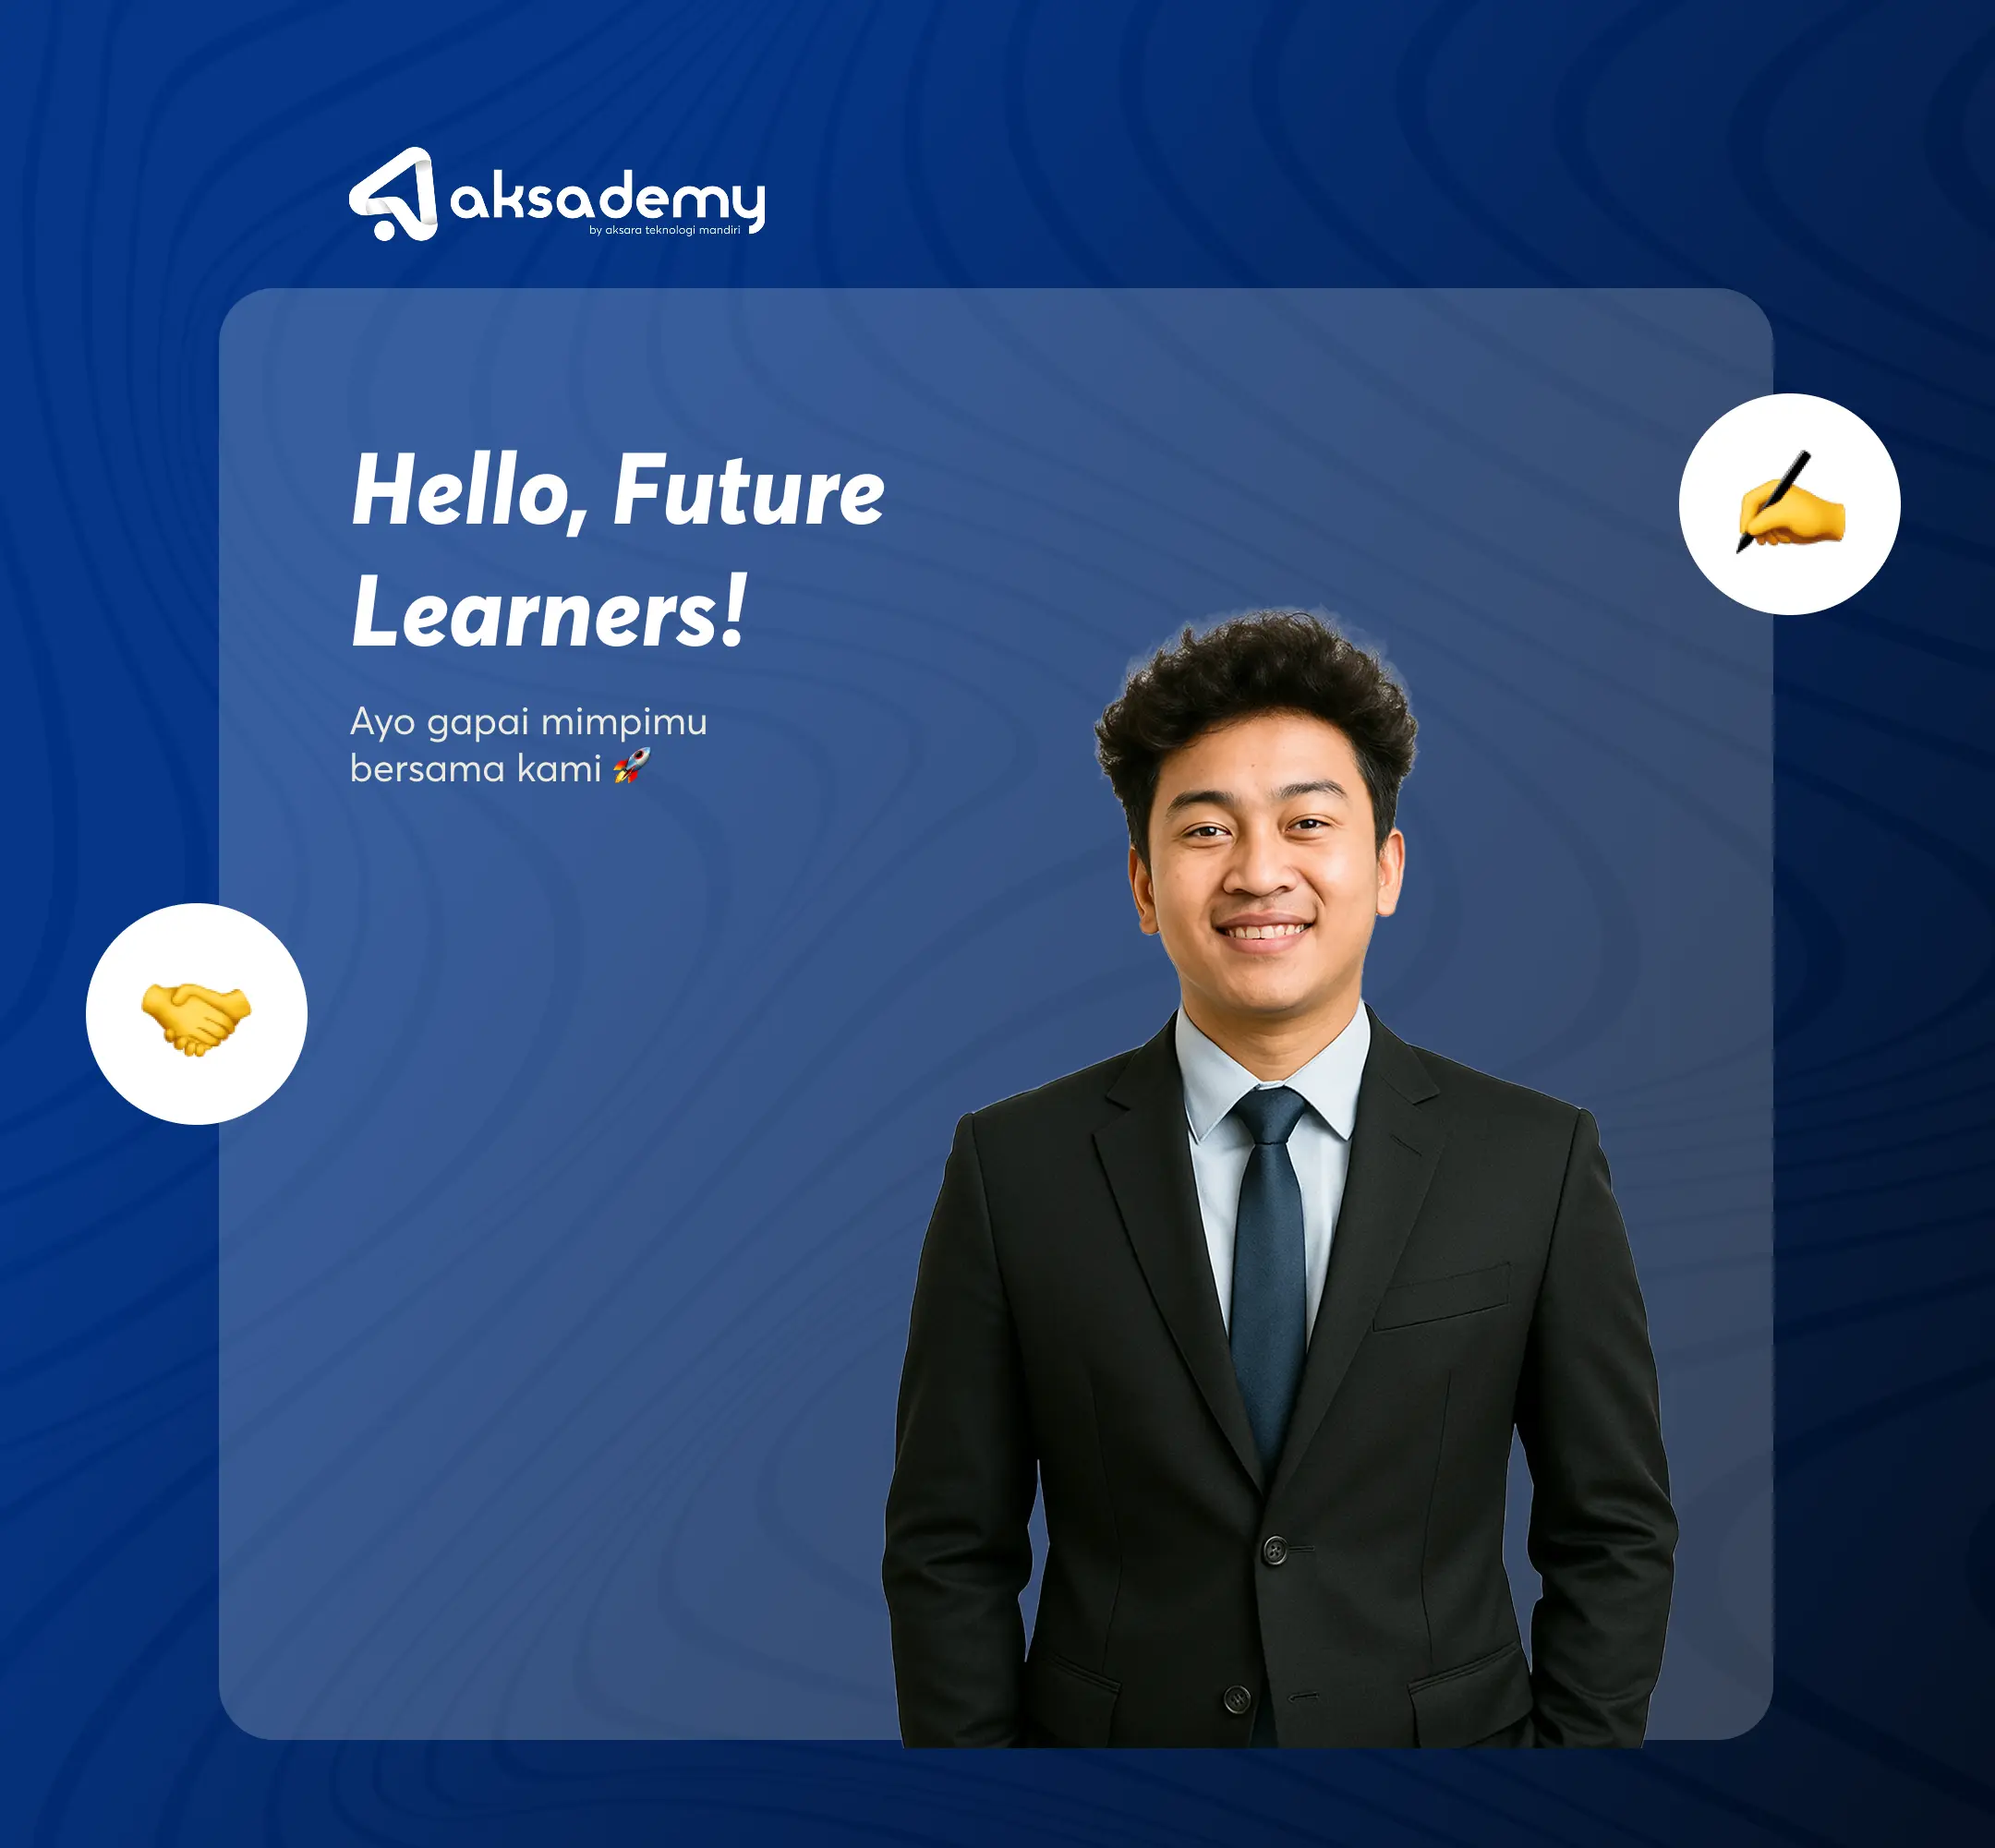 aksademy
by aksara teknologi mandiri
Hello, Future
Learners!
Ayo gapai mimpimu
bersama kami 🚀